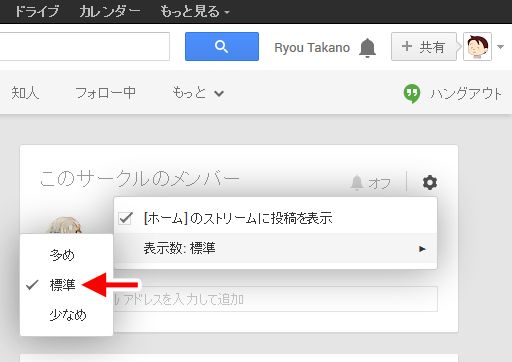 ドライブ カレンダー もっと見る
Ryou Takano + 共有
知人 フォロー中 もっと ハングアウト
このサークルのメンバー オフ
[ホーム]のストリームに投稿を表示
表示数: 標準
多め
標準
アドレスを入力して追加
少なめ